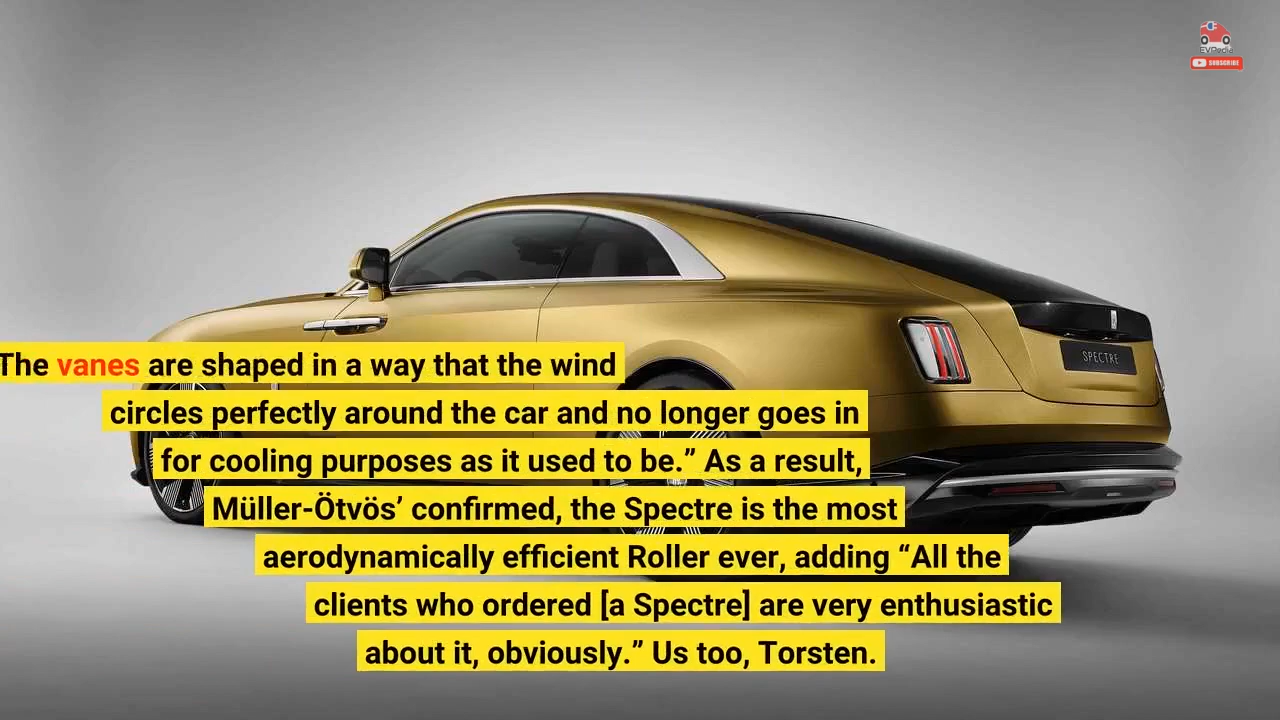 EVPedia
SUBSCRIBE
SPECTRE
The vanes are shaped in a way that the wind
circles perfectly around the car and no longer goes in
for cooling purposes as it used to be.” As a result,
Müller-Ötvös’ confirmed, the Spectre is the most
aerodynamically efficient Roller ever, adding “All the
clients who ordered [a Spectre] are very enthusiastic
about it, obviously.” Us too, Torsten.